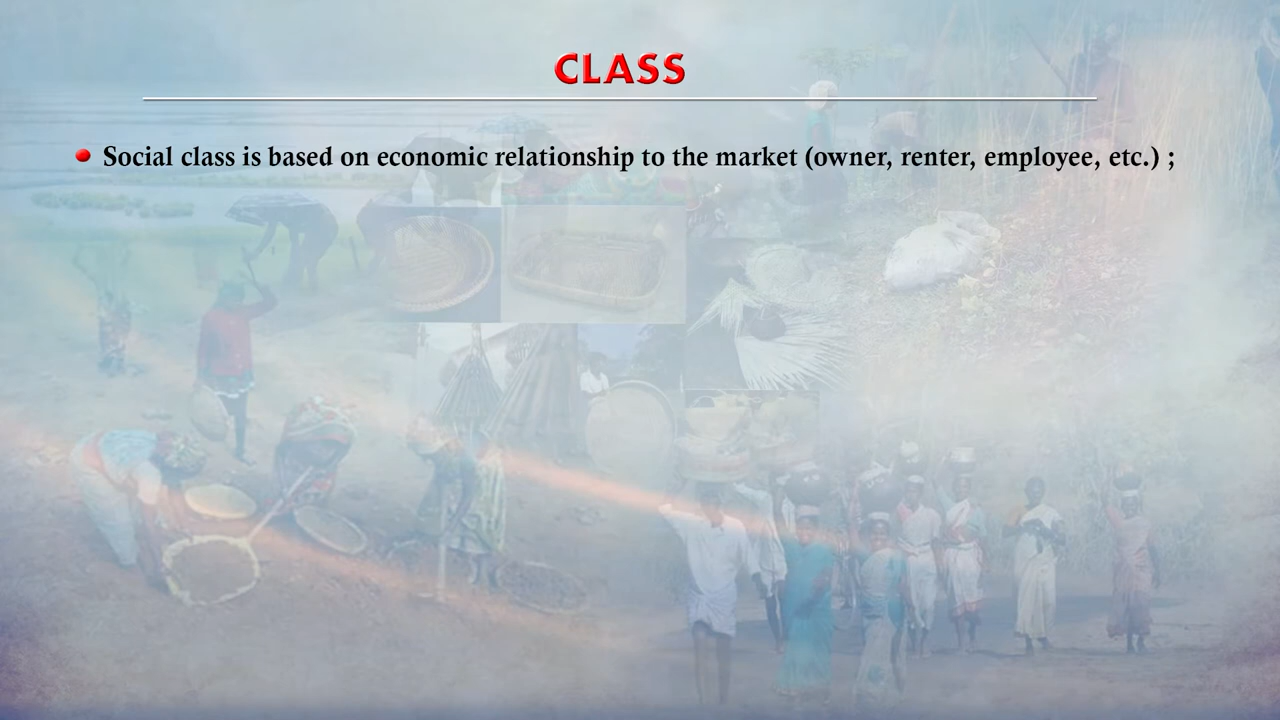 CLASS
Social class is based on economic relationship to the market (owner, renter, employee, etc.) ;